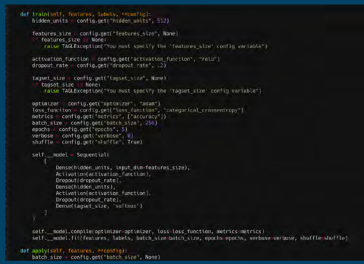 def train(self, features, labels, **config):
hidden_units = config.get("hidden_units", 512)
features_size = config.get("features_size", None)
if features_size is None:
raise TAGLException("You must specify the 'features_size' config variable")
activation_function = config.get("activation_function", "relu")
dropout_rate = config.get("dropout_rate", .2)
tagset_size = config.get("tagset_size", None)
if tagset_size is None:
raise TAGLException("You must specify the 'tagset_size' config variable")
optimizer = config.get("optimizer", "adam")
loss_function = config.get("loss_function", "categorical_crossentropy")
metrics = config.get("metrics", ["accuracy"])
batch_size = config.get("batch_size", 256)
epochs = config.get("epochs", 5)
verbose = config.get("verbose", 0)
shuffle = config.get("shuffle", True)
self.__model = Sequential(
[
Dense(hidden_units, input_dim=features_size),
Activation(activation_function),
Dropout(dropout_rate),
Dense(hidden_units),
Activation(activation_function),
Dropout(dropout_rate),
Dense(tagset_size, "softmax")
]
)
self.__model.compile(optimizer=optimizer, loss=loss_function, metrics=metrics)
self.__model.fit(features, labels, batch_size=batch_size, epochs=epochs, verbose=verbose, shuffle=shuffle)
def apply(self, features, **config):
batch_size = config.get("batch_size", None)